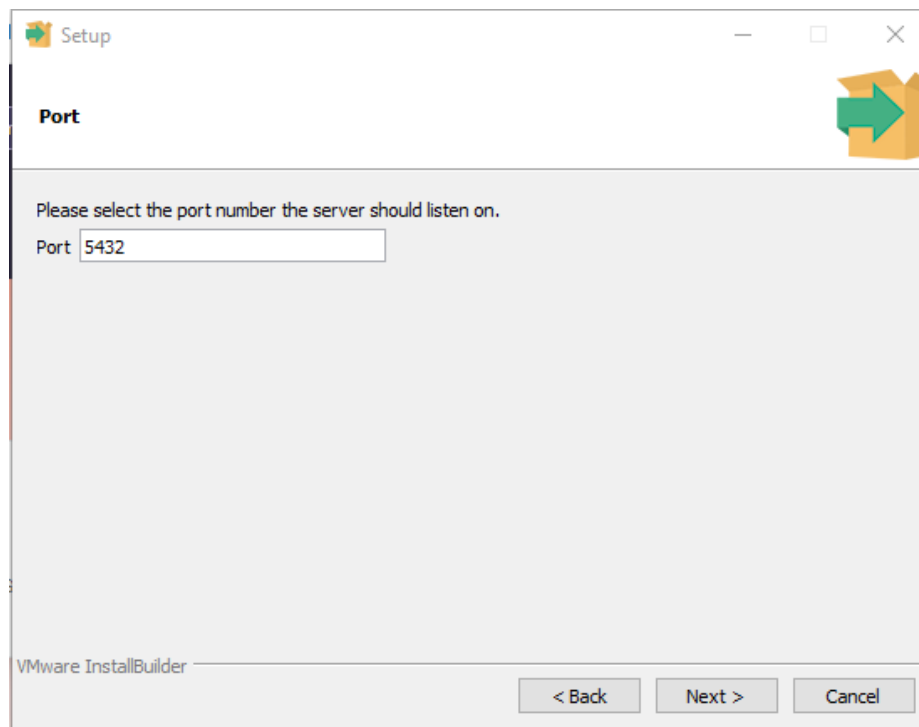 Setup
Port
Please select the port number the server should listen on.
Port 5432
VMware InstallBuilder
< Back Next > Cancel